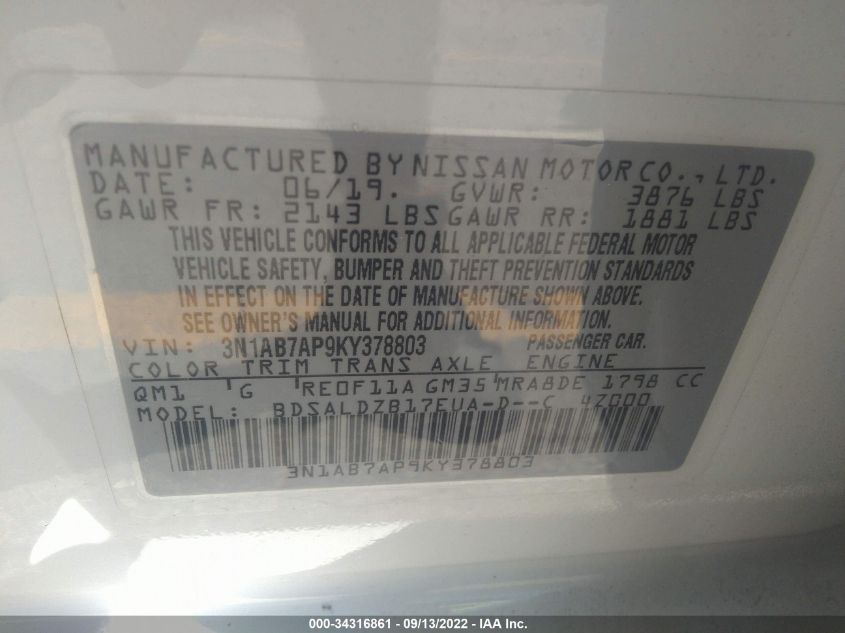 MANUFACTURED BY NISSAN MOTOR CO., LTD.
DATE: 06/19. GVWR: 3876 LBS
GAWR FR: 2143 LBS GAWR RR: 1881 LBS
THIS VEHICLE CONFORMS TO ALL APPLICABLE FEDERAL MOTOR
VEHICLE SAFETY, BUMPER AND THEFT PREVENTION STANDARDS
IN EFFECT ON THE DATE OF MANUFACTURE SHOWN ABOVE.
SEE OWNER'S MANUAL FOR ADDITIONAL INFORMATION.
VIN: 3N1AB7AP9KY378803 PASSENGER CAR.
COLOR TRIM TRANS AXLE ENGINE
QM1 'G 'RE0F11A GM35'MRA8DE 1798 CC
MODEL: BDSALDZB17EUA-D--C 4Z000
3N1AB7AP9KY378803
000-34316861 - 09/13/2022 - IAA Inc.